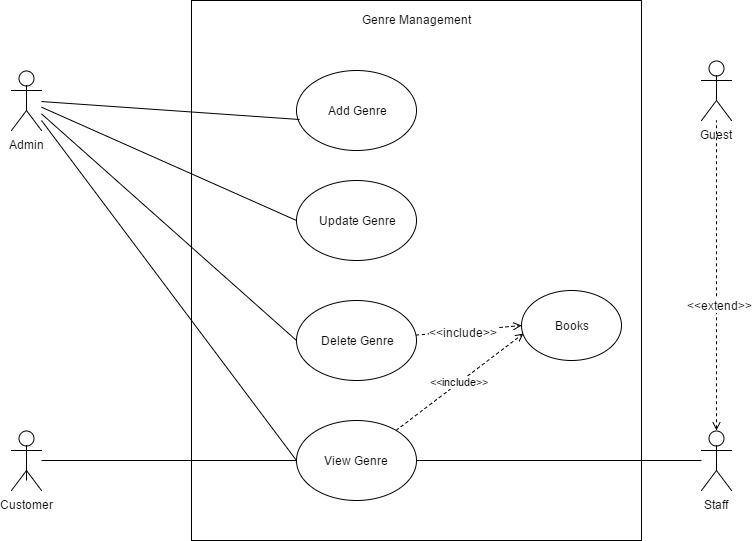 Genre Management
Add Genre
Admin
Guest
Update Genre
<<extend>>
Books
<<include>>
Delete Genre
<<include>>
View Genre
Customer
Staff